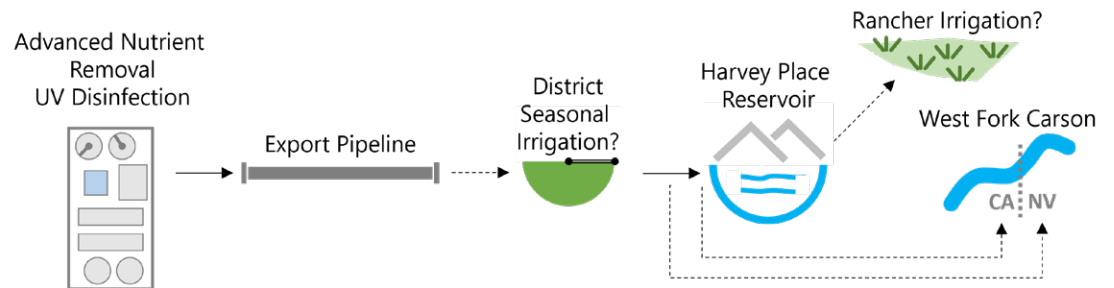 Advanced Nutrient
Removal
UV Disinfection
Export Pipeline
District
Seasonal
Irrigation?
Harvey Place
Reservoir
Rancher Irrigation?
West Fork Carson
CA NV